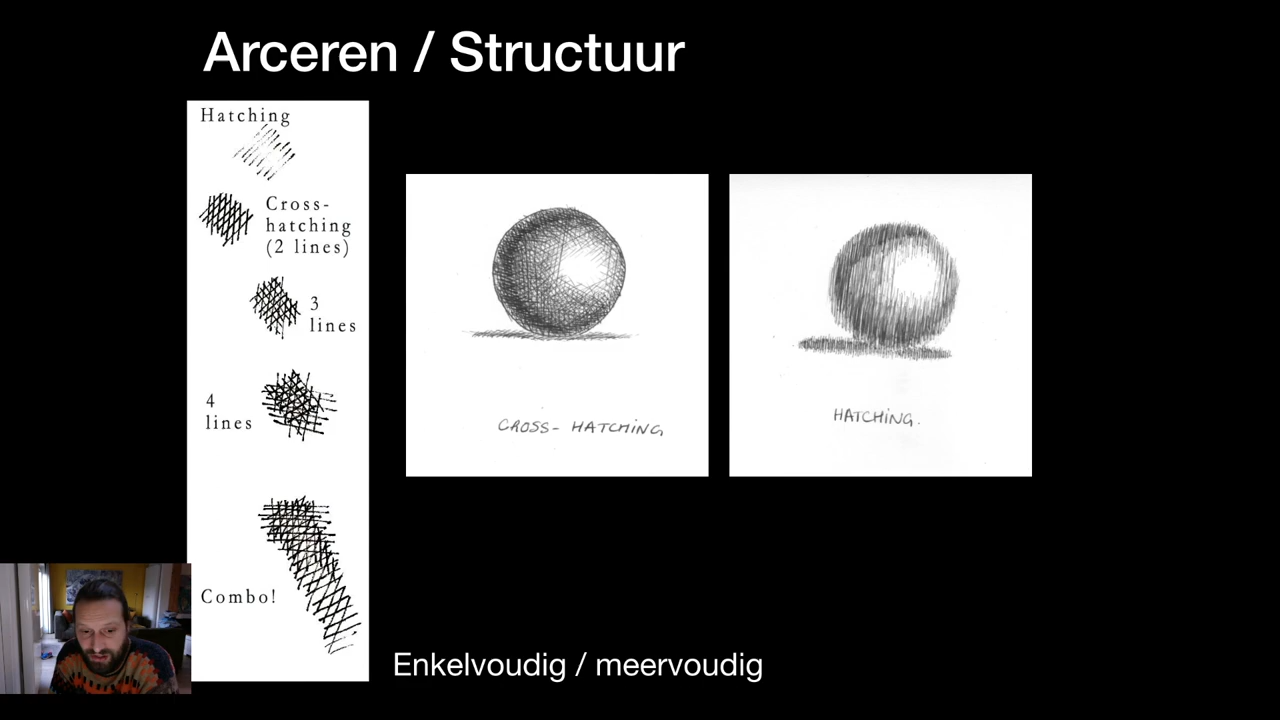 Arceren / Structuur
Hatching
Cross-
hatching
(2 lines)
3
lines
4
lines
Combo!
CROSS- HATCHING
HATCHING.
Enkelvoudig / meervoudig